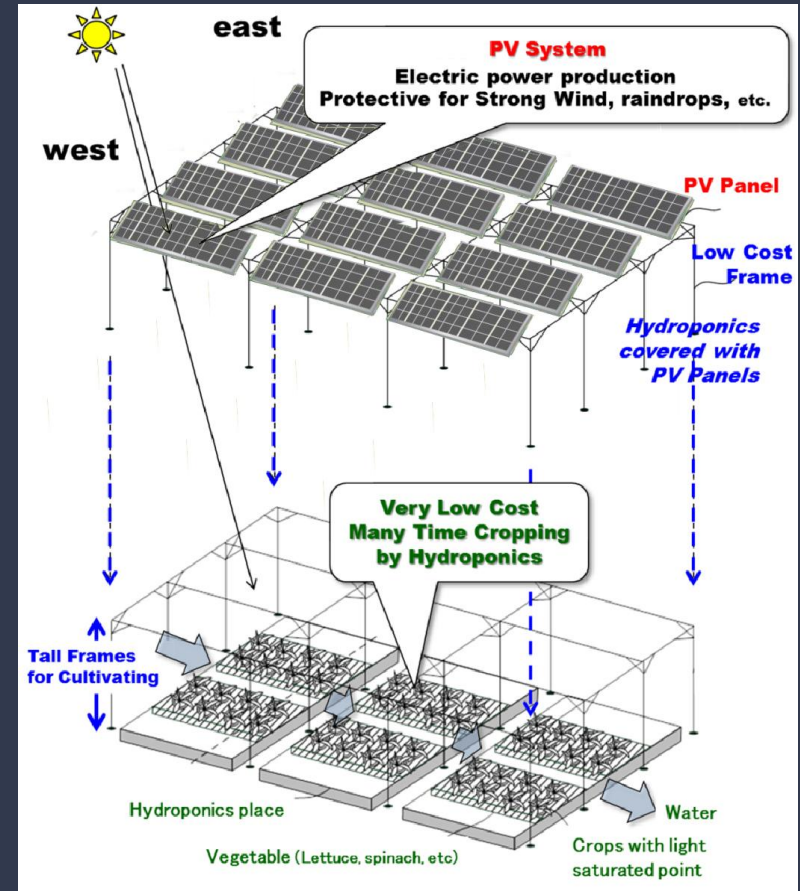 east
PV System
Electric power production
Protective for Strong Wind, raindrops, etc.
west
PV Panel
Low Cost
Frame
Hydroponics
covered with
PV Panels
Very Low Cost
Many Time Cropping
by Hydroponics
Tall Frames
for Cultivating
Hydroponics place
Water
Vegetable (Lettuce, spinach, etc)
Crops with light
saturated point